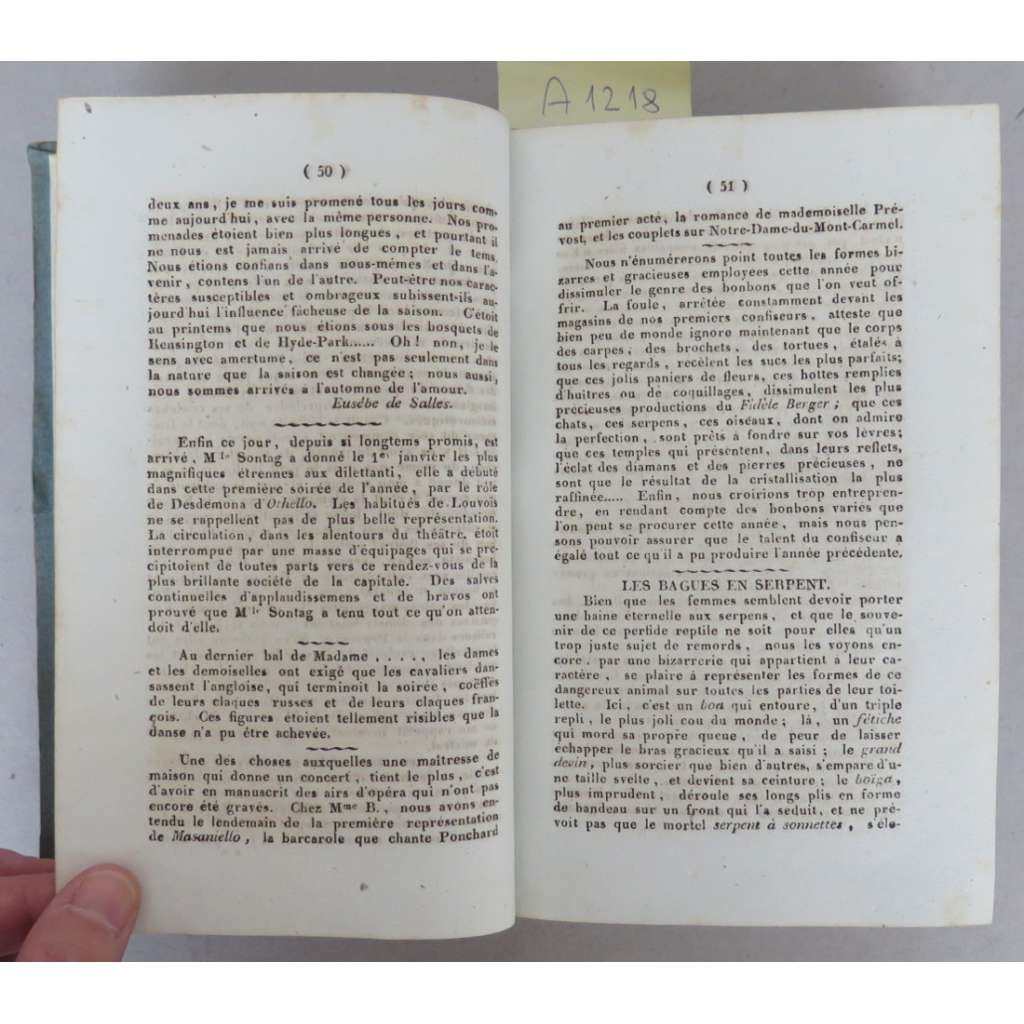 A1218
( 50 )
deux ans, je me suis promené tous les jours com-
me aujourd'hui, avec la même personne. Nos pro-
menades étoient bien plus longues, et pourtant il
ne nous est jamais arrivé de compter le tems.
Nous étions confians dans nous-mêmes et dans l'a-
venir, contens l'un de l'autre. Peut-être nos carac-
tères susceptibles et ombrageux subissent-ils au-
jourd'hui l'influence fâcheuse de la saison. C'étoit
au printems que nous étions sous les bosquets de
Kensington et de Hyde-Park...... Oh! non, je le
sens avec amertume, ce n'est pas seulement dans
la nature que la saison est changée; nous aussi,
nous sommes arrivés à l'automne de l'amour.
Eusèbe de Salles.
Enfin ce jour, depuis si longtems promis, est
arrivé, Mlle Sontag a donné le 1er janvier les plus
magnifiques étrennes aux dilettanti, elle a débuté
dans cette première soirée de l'année, par le rôle
de Desdémona d'Othello. Les habitués de Louvois
ne se rappellent pas de plus belle représentation.
La circulation, dans les alentours du théâtre, étoit
interrompue par une masse d'équipages qui se pré-
cipitoient de toutes parts vers ce rendez-vous de la
plus brillante société de la capitale. Des salves
continuelles d'applaudissemens et de bravos ont
prouvé que Mlle Sontag a tenu tout ce qu'on atten-
doit d'elle.
Au dernier bal de Madame . . . ., les dames
et les demoiselles ont exigé que les cavaliers dan-
sassent l'angloise, qui terminoit la soirée, coëffés
de leurs claques russes et de leurs claques fran-
çois. Ces figures étoient tellement risibles que la
danse n'a pu être achevée.
Une des choses auxquelles une maîtresse de
maison qui donne un concert, tient le plus, c'est
d'avoir en manuscrit des airs d'opéra qui n'ont pas
encore été gravés. Chez Mme B., nous avons en-
tendu le lendemain de la première représentation
de Masaniello, la barcarole que chante Ponchard
( 51 )
au premier acté, la romance de mademoiselle Pré-
vost, et les couplets sur Notre-Dame-du-Mont-Carmel.
Nous n'énumérerons point toutes les formes bi-
zarres et gracieuses employées cette année pour
dissimuler le genre des bonbons que l'on veut of-
frir. La foule, arrêtée constamment devant les
magasins de nos premiers confiseurs, atteste que
bien peu de monde ignore maintenant que le corps
des carpes, des brochets, des tortues, étalés à
tous les regards, recèlent les sucs les plus parfaits;
que ces jolis paniers de fleurs, ces hottes remplies
d'huitres ou de coquillages, dissimulent les plus
précieuses productions du Fidèle Berger; que ces
chats, ces serpens, ces oiseaux, dont on admire
la perfection, sont prêts à fondre sur vos lèvres;
que ces temples qui présentent, dans leurs reflets,
l'éclat des diamans et des pierres précieuses, ne
sont que le résultat de la cristallisation la plus
raffinée..... Enfin, nous croirions trop entrepren-
dre, en rendant compte des bonbons variés que
l'on peut se procurer cette année, mais nous pen-
sons pouvoir assurer que le talent du confiseur a
égalé tout ce qu'il a pu produire l'année précédente.
LES BAGUES EN SERPENT.
Bien que les femmes semblent devoir porter
une haine éternelle aux serpens, et que le souve-
nir de ce perfide reptile ne soit pour elles qu'un
trop juste sujet de remords, nous les voyons en-
core, par une bizarrerie qui appartient à leur ca-
ractère, se plaire à représenter les formes de ce
dangereux animal sur toutes les parties de leur toi-
lette. Ici, c'est un boa qui entoure, d'un triple
repli, le plus joli cou du monde; là, un fétiche
qui mord sa propre queue, de peur de laisser
échapper le bras gracieux qu'il a saisi; le grand
devin, plus sorcier que bien d'autres, s'empare d'u-
ne taille svelte, et devient sa ceinture; le boïga,
plus imprudent, déroule ses longs plis en forme
de bandeau sur un front qui l'a séduit, et ne pré-
voit pas que le mortel serpent à sonnettes, s'éle-